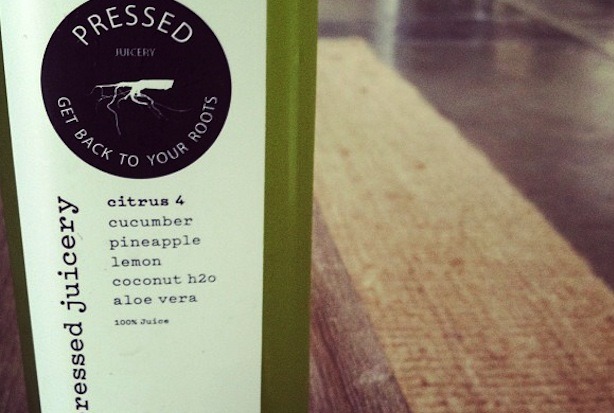 PRESSED
JUICERY
GET BACK TO YOUR ROOTS
ressed juicery
citrus 4
cucumber
pineapple
lemon
coconut h2o
aloe vera
100% Juice